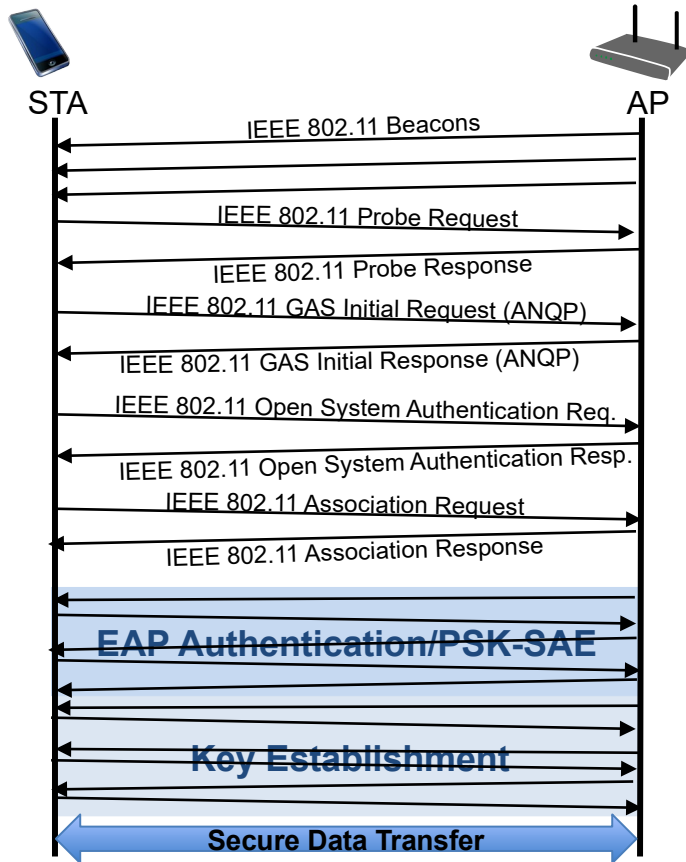 STA
AP
IEEE 802.11 Beacons
IEEE 802.11 Probe Request
IEEE 802.11 Probe Response
IEEE 802.11 GAS Initial Request (ANQP)
IEEE 802.11 GAS Initial Response (ANQP)
IEEE 802.11 Open System Authentication Req.
IEEE 802.11 Open System Authentication Resp.
IEEE 802.11 Association Request
IEEE 802.11 Association Response
EAP Authentication/PSK-SAE
Key Establishment
Secure Data Transfer